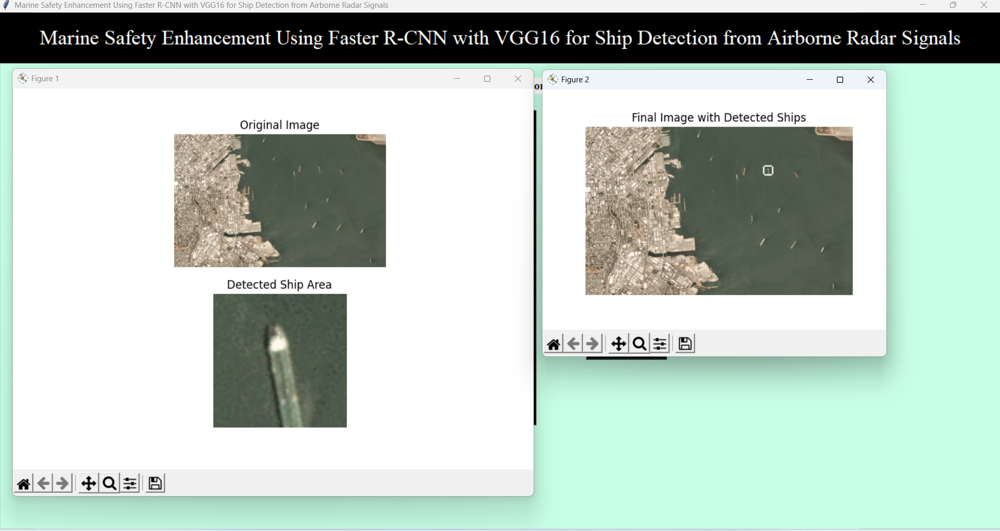 Marine Safety Enhancement Using Faster R-CNN with VGG16 for Ship Detection from Airborne Radar Signals
Marine Safety Enhancement Using Faster R-CNN with VGG16 for Ship Detection from Airborne Radar Signals
Figure 1
Original Image
Detected Ship Area
Figure 2
Final Image with Detected Ships